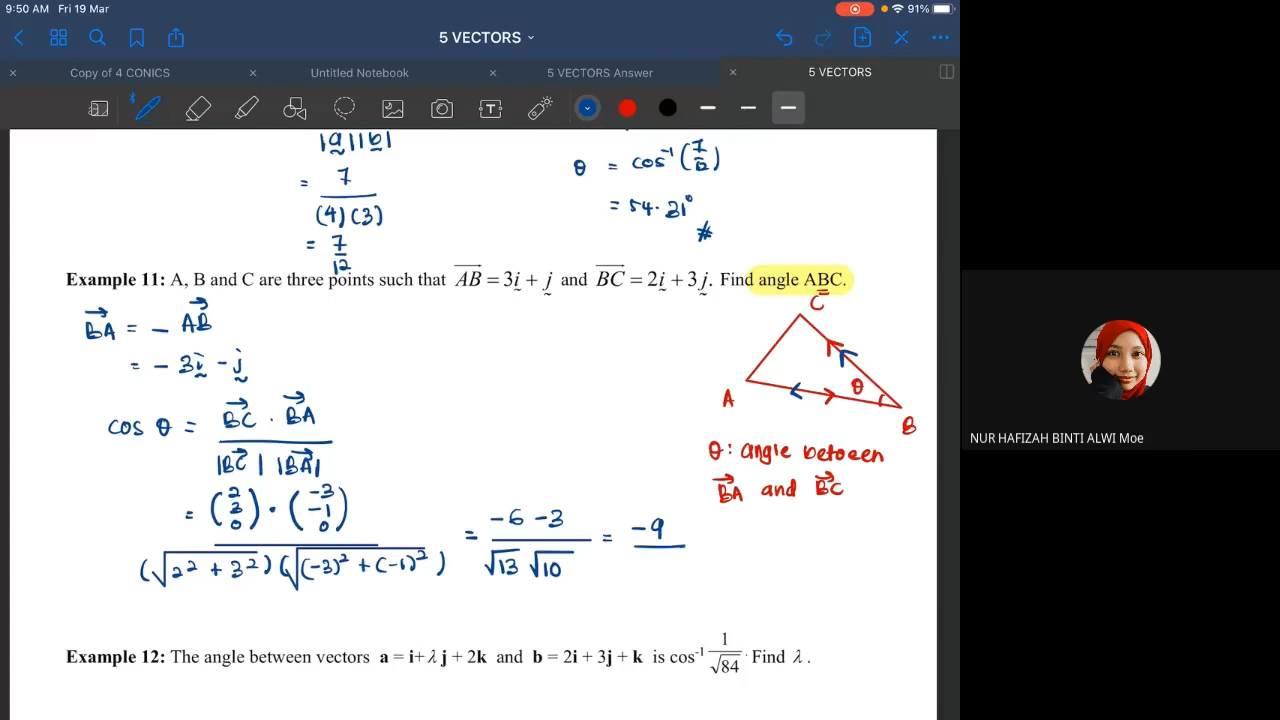 9:50 AM Fri 19 Mar 91%
5 VECTORS
Copy of 4 CONICS Untitled Notebook 5 VECTORS Answer 5 VECTORS
|a||b|
= 7 / (4)(3)
= 7/12
θ = cos⁻¹(7/12)
= 54.31°
#
Example 11: A, B and C are three points such that AB = 3i + j and BC = 2i + 3j. Find angle ABC.
BA = - AB
= - 3i - j
cos θ = BC . BA / |BC| |BA|
= (2 3 0) • (-3 -1 0) / (√2² + 3²)(√(-3)² + (-1)²) = -6 -3 / √13 √10 = -9
C
A
θ
B
θ: angle between
BA and BC
NUR HAFIZAH BINTI ALWI Moe
Example 12: The angle between vectors a = i+ λ j + 2k and b = 2i + 3j + k is cos⁻¹ 1/√84. Find λ.